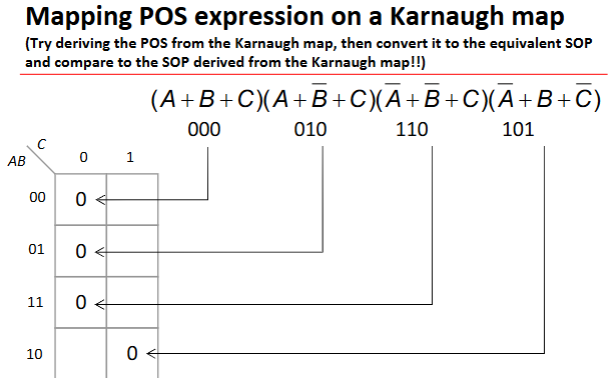 Mapping POS expression on a Karnaugh map
(Try deriving the POS from the Karnaugh map, then convert it to the equivalent SOP
and compare to the SOP derived from the Karnaugh map!!)
(A+B+C)(A+B̅+C)(A̅+B̅+C)(A̅+B+C̅)
000 010 110 101
C
AB 0 1
00 0
01 0
11 0
10 0